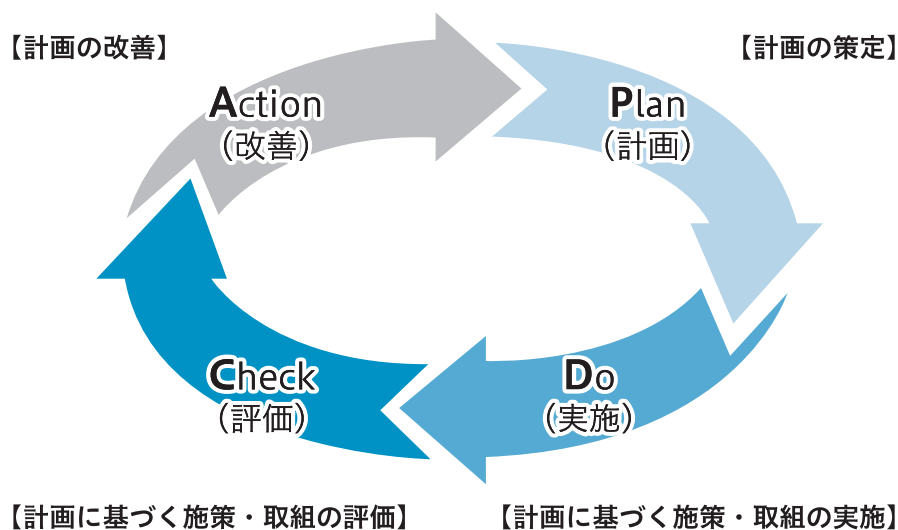 【計画の改善】
【計画の策定】
Action
（改善）
Plan
（計画）
Check
（評価）
Do
（実施）
【計画に基づく施策・取組の評価】
【計画に基づく施策・取組の実施】